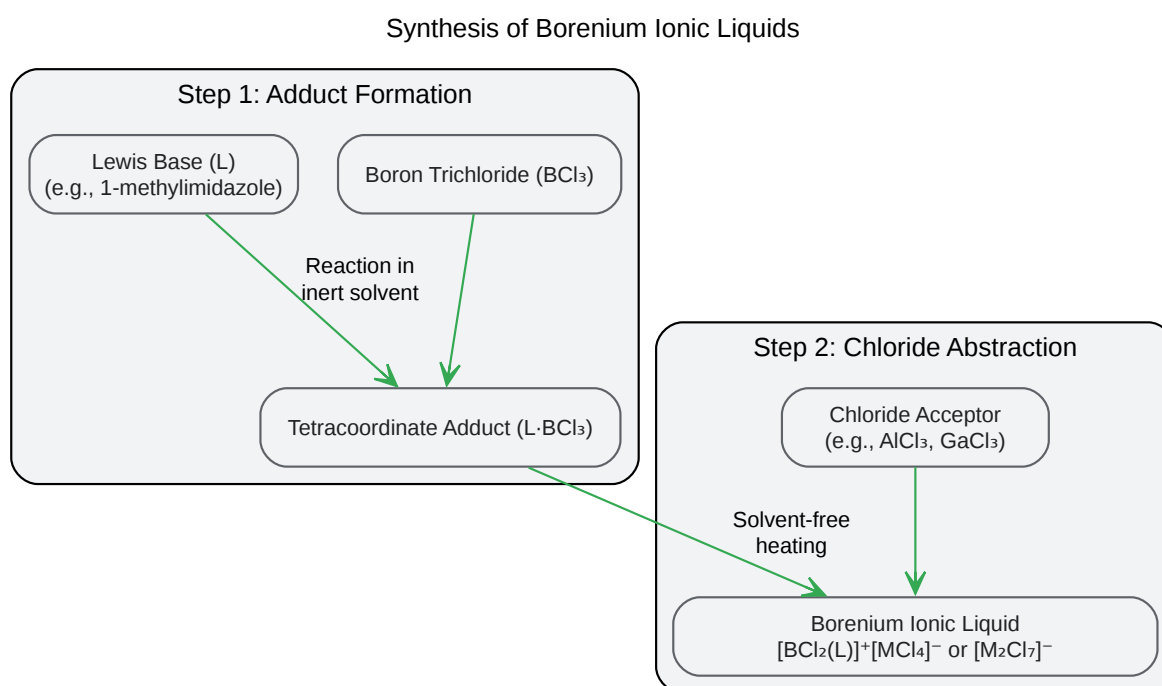 Synthesis of Borenium Ionic Liquids
Step 1: Adduct Formation
Lewis Base (L)
(e.g., 1-methylimidazole)
Boron Trichloride (BCl₃)
Reaction in
inert solvent
Tetracoordinate Adduct (L·BCl₃)
Step 2: Chloride Abstraction
Chloride Acceptor
(e.g., AlCl₃, GaCl₃)
Solvent-free
heating
Borenium Ionic Liquid
[BCl₂(L)]⁺[MCl₄]⁻ or [M₂Cl₇]⁻